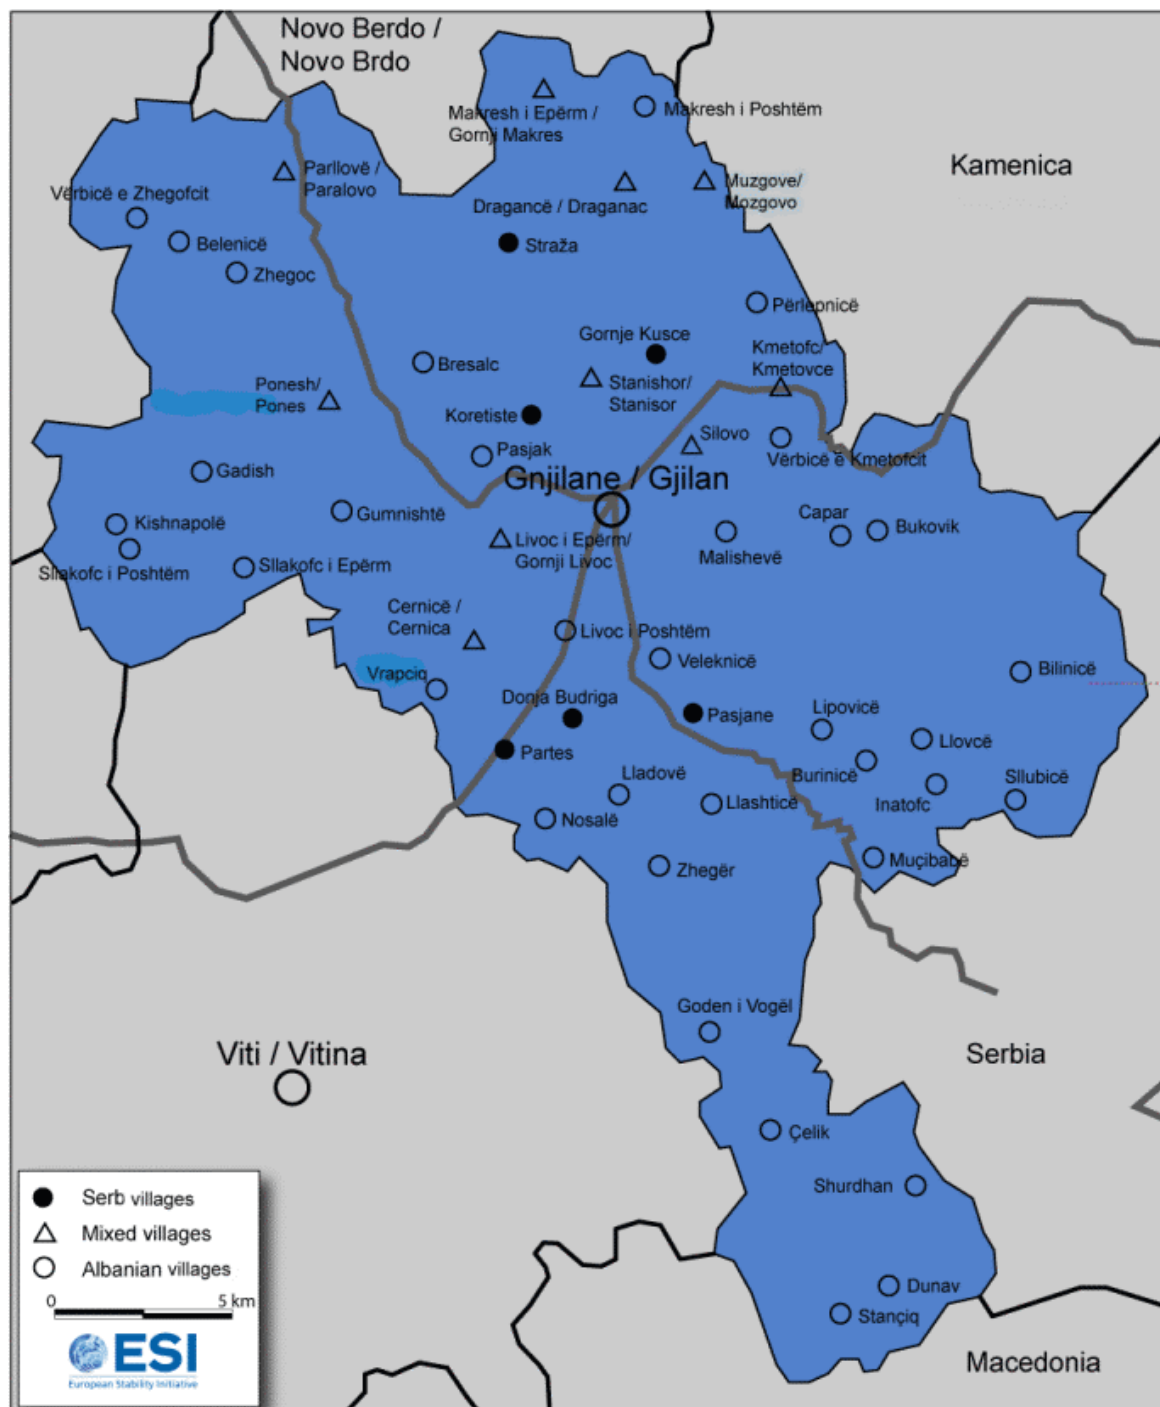 Novo Berdo /
Novo Brdo
Makresh i Epërm /
Gornji Makres
Makresh i Poshtëm
Kamenica
Parllovë /
Paralovo
Vërbicë e Zhegofcit
Dragancë / Draganac
Muzgove/
Mozgovo
Belenicë
Straža
Zhegoc
Përlepnicë
Gornje Kusce
Kmetofc/
Kmetovce
Bresalc
Stanishor/
Stanisor
Ponesh/
Pones
Koretiste
Silovo
Pasjak
Vërbicë e Kmetofcit
Gadish
Gnjilane / Gjilan
Gumnishtë
Capar
Bukovik
Kishnapolë
Livoc i Epërm/
Gornji Livoc
Malishevë
Sllakofc i Poshtëm
Sllakofc i Epërm
Cernicë /
Cernica
Livoc i Poshtëm
Veleknicë
Bilinicë
Vrapciq
Donja Budriga
Pasjane
Lipovicë
Llovcë
Partes
Lladovë
Burinicë
Sllubicë
Inatofc
Llashticë
Nosalë
Muçibabë
Zhegër
Goden i Vogël
Viti / Vitina
Serbia
Çelik
Shurdhan
Serb villages
Mixed villages
Albanian villages
0 5 km
Dunav
Stançiq
ESI
European Stability Initiative
Macedonia